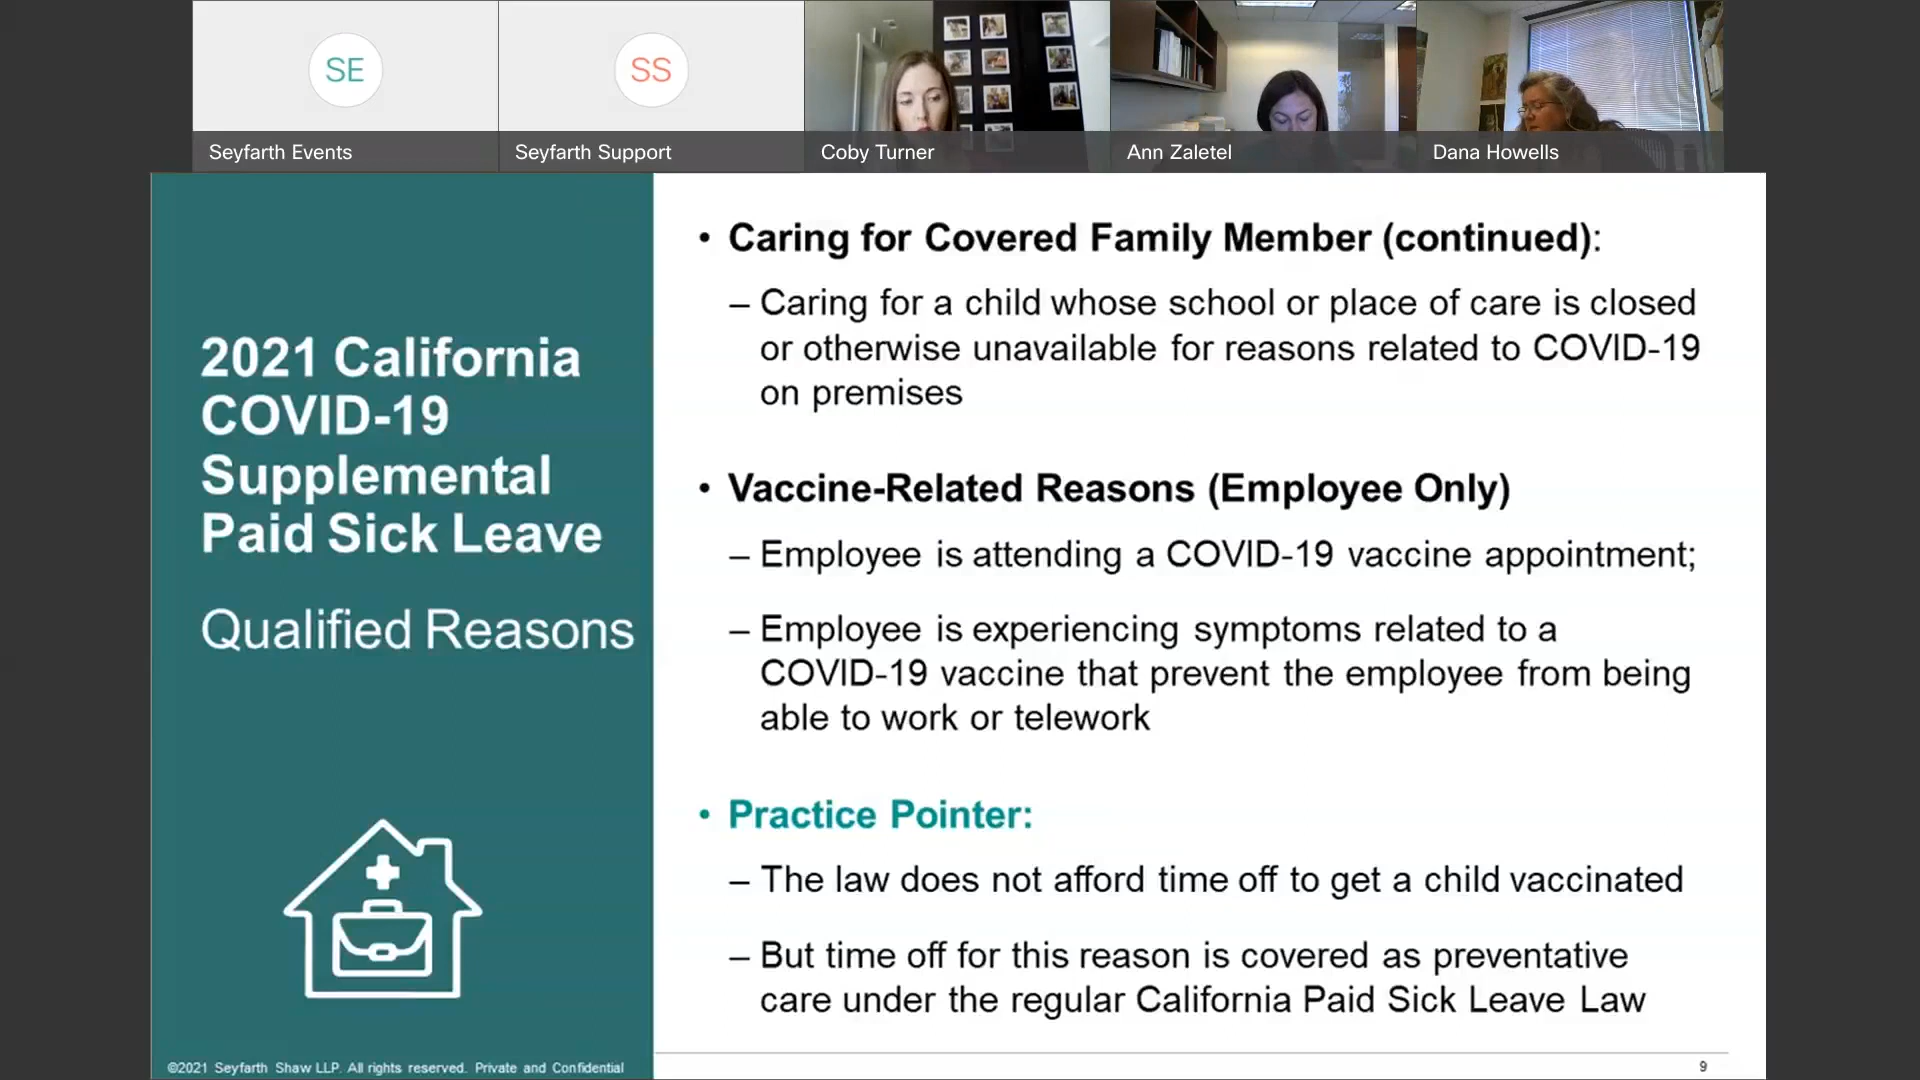 SE
SS
Seyfarth Events
Seyfarth Support
Coby Turner
Ann Zaletel
Dana Howells
2021 California
COVID-19
Supplemental
Paid Sick Leave
Qualified Reasons
• Caring for Covered Family Member (continued):
– Caring for a child whose school or place of care is closed
or otherwise unavailable for reasons related to COVID-19
on premises
• Vaccine-Related Reasons (Employee Only)
– Employee is attending a COVID-19 vaccine appointment;
– Employee is experiencing symptoms related to a
COVID-19 vaccine that prevent the employee from being
able to work or telework
• Practice Pointer:
– The law does not afford time off to get a child vaccinated
– But time off for this reason is covered as preventative
care under the regular California Paid Sick Leave Law
©2021 Seyfarth Shaw LLP. All rights reserved. Private and Confidential
9